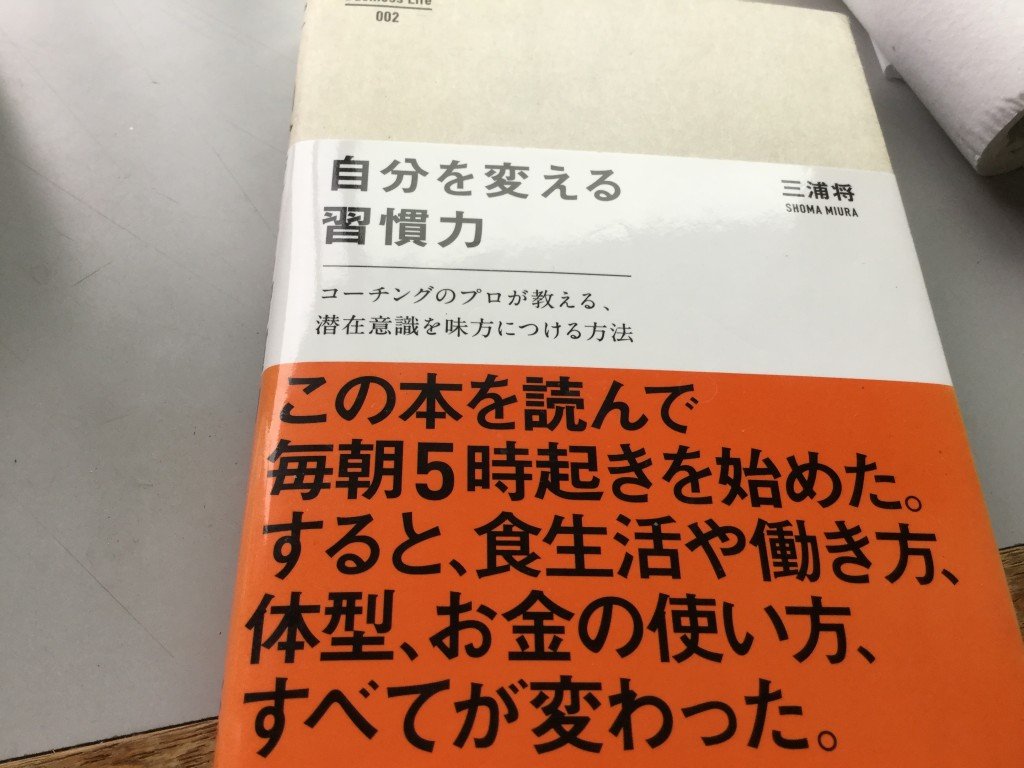 Business Life
002
自分を変える
習慣力
三浦将
SHOMA MIURA
コーチングのプロが教える、
潜在意識を味方につける方法
この本を読んで
毎朝5時起きを始めた。
すると、食生活や働き方、
体型、お金の使い方、
すべてが変わった。